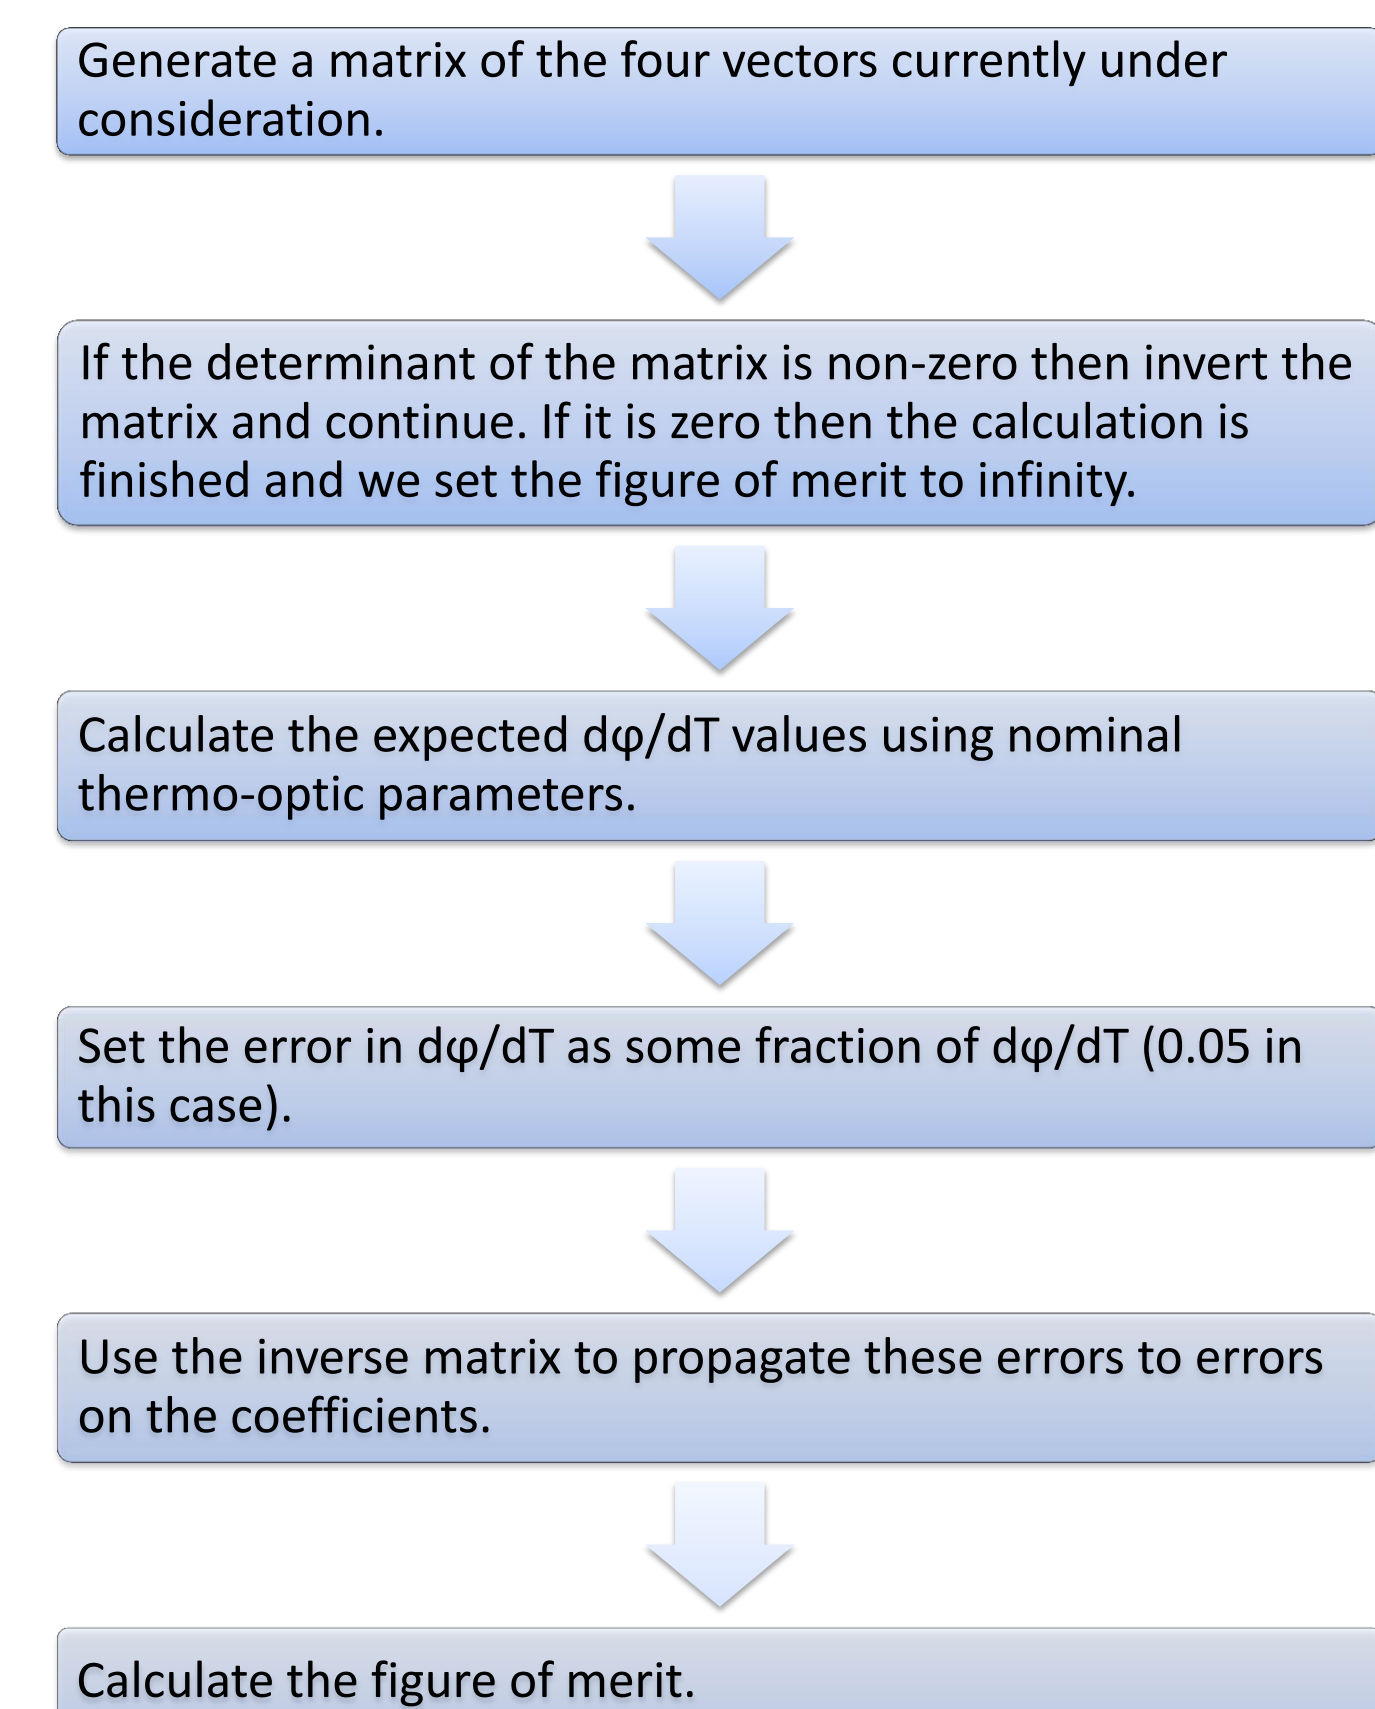 Generate a matrix of the four vectors currently under
consideration.
If the determinant of the matrix is non-zero then invert the
matrix and continue. If it is zero then the calculation is
finished and we set the figure of merit to infinity.
Calculate the expected dφ/dT values using nominal
thermo-optic parameters.
Set the error in dφ/dT as some fraction of dφ/dT (0.05 in
this case).
Use the inverse matrix to propagate these errors to errors
on the coefficients.
Calculate the figure of merit.